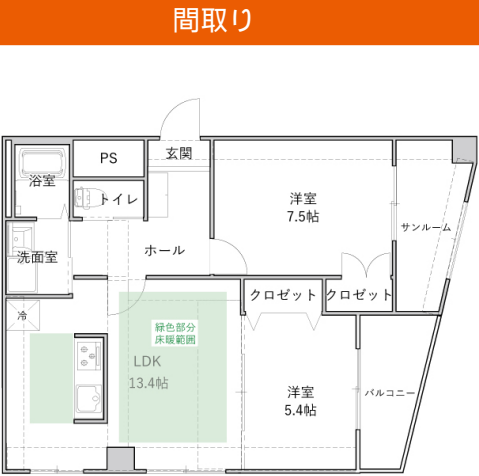 間取り
玄関
PS
浴室
トイレ
洋室
7.5帖
サンルーム
ホール
洗面室
クロゼット
クロゼット
冷
緑色部分
床暖範囲
LDK
13.4帖
洋室
5.4帖
バルコニー